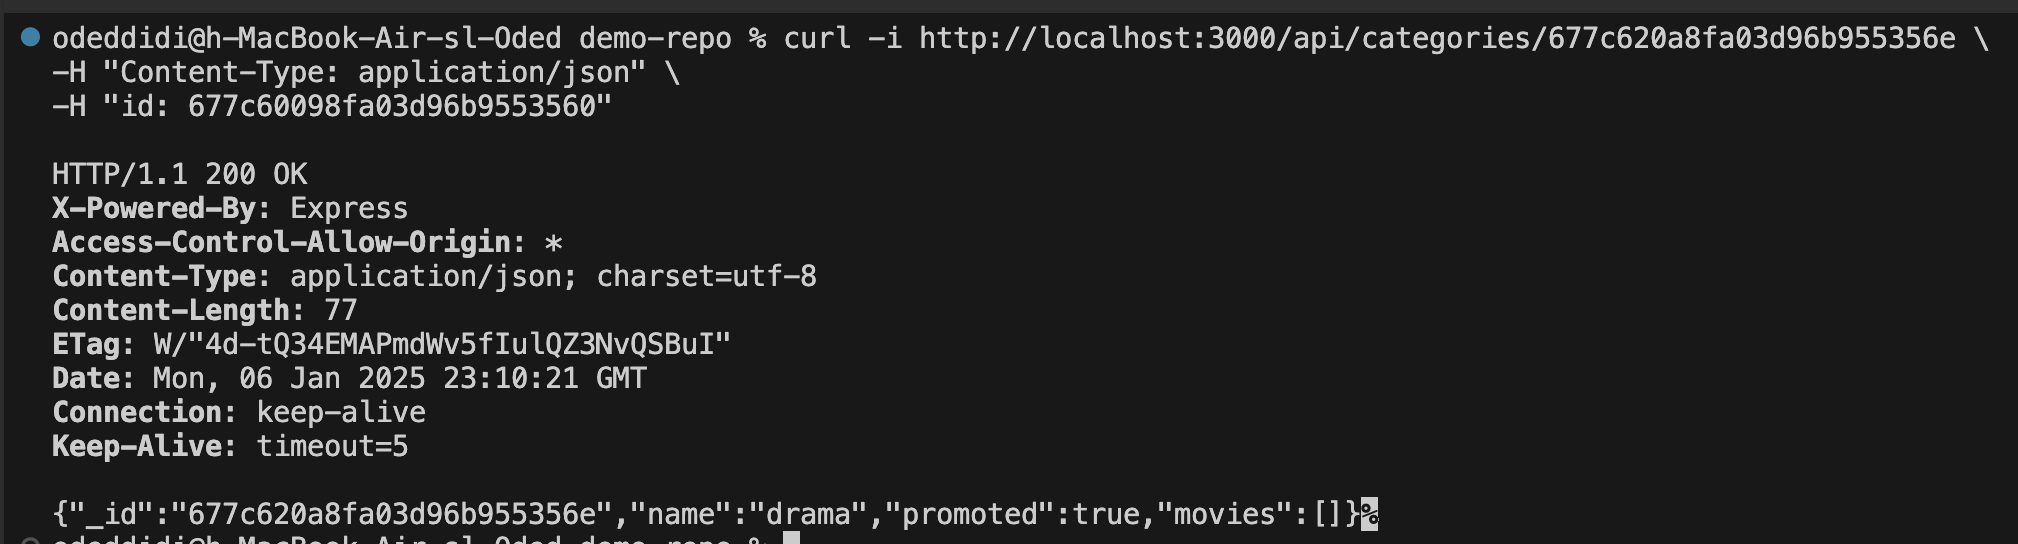 odeddidi@h-MacBook-Air-sl-Oded demo-repo % curl -i http://localhost:3000/api/categories/677c620a8fa03d96b955356e \
-H "Content-Type: application/json" \
-H "id: 677c60098fa03d96b9553560"
HTTP/1.1 200 OK
X-Powered-By: Express
Access-Control-Allow-Origin: *
Content-Type: application/json; charset=utf-8
Content-Length: 77
ETag: W/"4d-tQ34EMAPmdWv5fIulQZ3NvQSBuI"
Date: Mon, 06 Jan 2025 23:10:21 GMT
Connection: keep-alive
Keep-Alive: timeout=5
{"_id":"677c620a8fa03d96b955356e","name":"drama","promoted":true,"movies":[]}%
odeddidi@h-MacBook-Air-sl-Oded demo-repo %